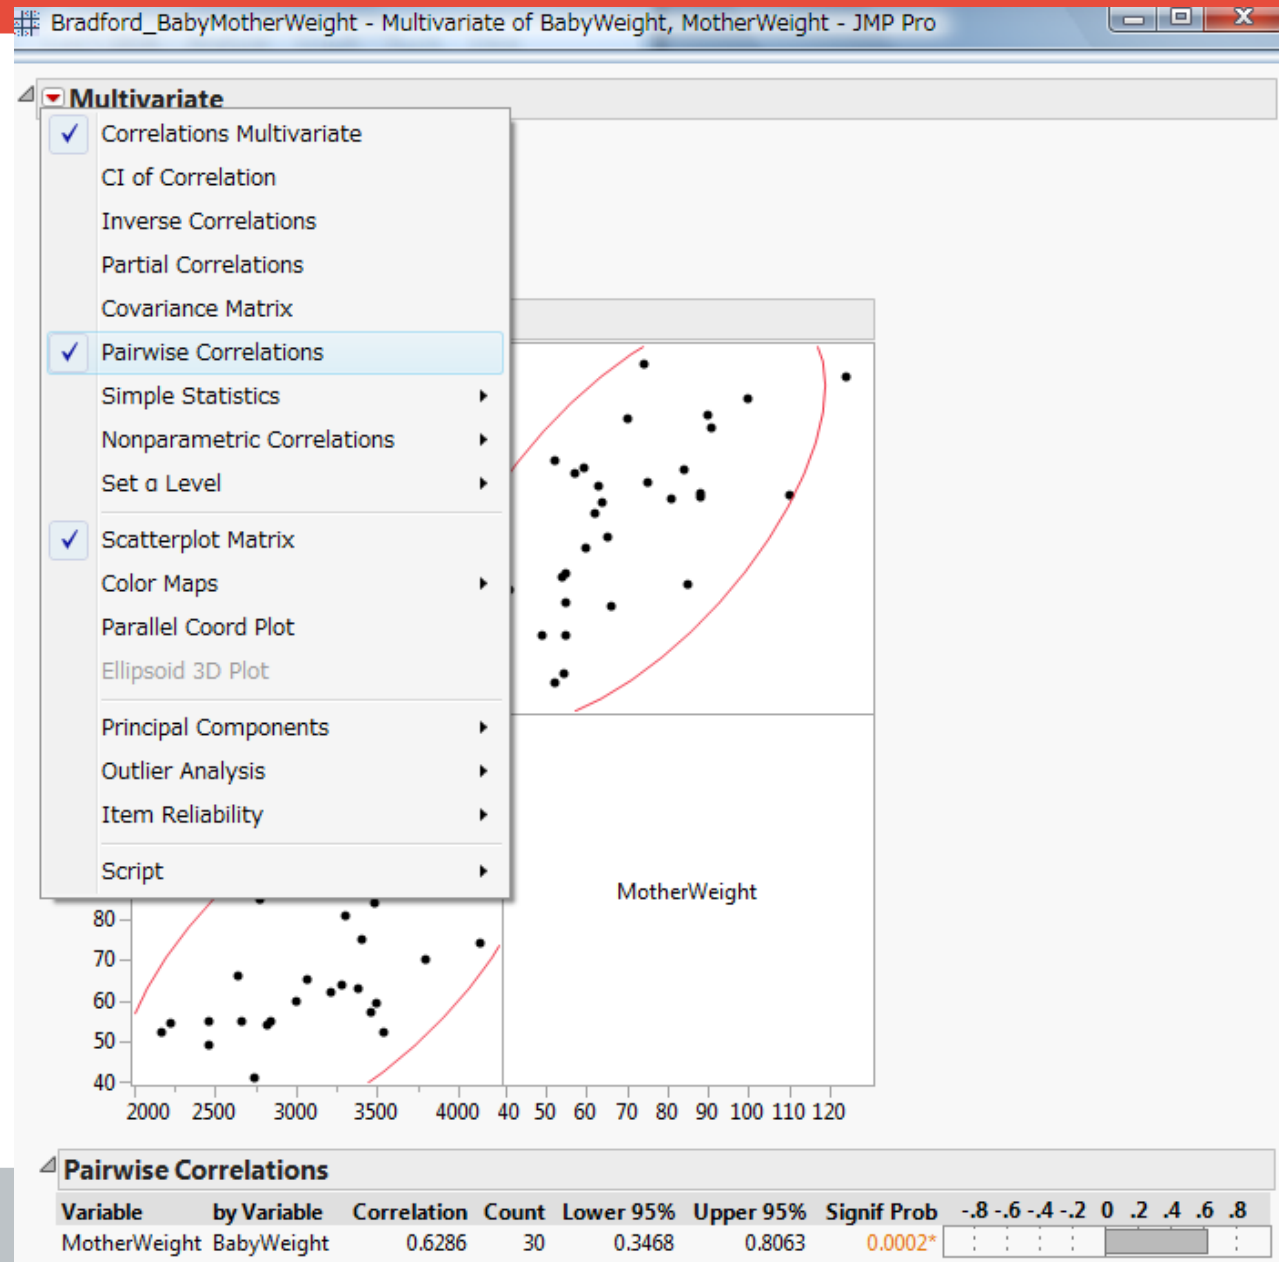 Bradford_BabyMotherWeight - Multivariate of BabyWeight, MotherWeight - JMP Pro
Multivariate
Correlations Multivariate
CI of Correlation
Inverse Correlations
Partial Correlations
Covariance Matrix
Pairwise Correlations
Simple Statistics
Nonparametric Correlations
Set α Level
Scatterplot Matrix
Color Maps
Parallel Coord Plot
Ellipsoid 3D Plot
Principal Components
Outlier Analysis
Item Reliability
Script
MotherWeight
80
70
60
50
40
2000 2500 3000 3500 4000 40 50 60 70 80 90 100 110 120
Pairwise Correlations
Variable by Variable Correlation Count Lower 95% Upper 95% Signif Prob -.8 -.6 -.4 -.2 0 .2 .4 .6 .8
MotherWeight BabyWeight 0.6286 30 0.3468 0.8063 0.0002*